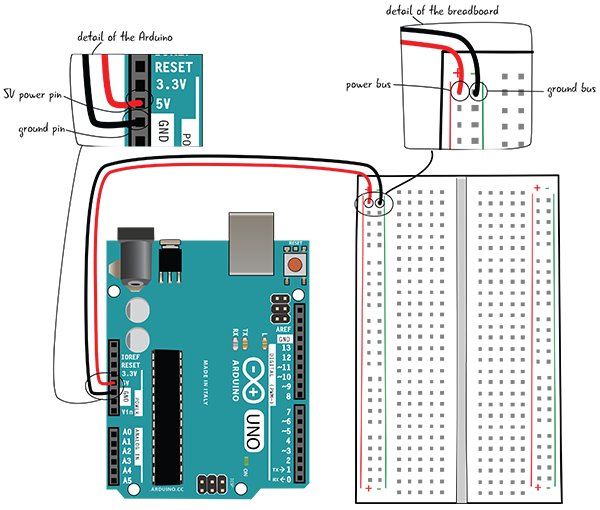 detail of the Arduino
IOREF
RESET
3.3V
5V
GND
5V power pin
ground pin
detail of the breadboard
power bus
ground bus
+
-
+
-
+
-
RESET
AREF
GND
13
12
~11
~10
~9
8
7
~6
~5
4
~3
2
TX→1
RX←0
DIGITAL (PWM~)
L
TX
RX
ARDUINO
UNO
ON
ICSP
MADE IN ITALY
IOREF
RESET
3.3V
5V
GND
Vin
POWER
A0
A1
A2
A3
A4
A5
ANALOG IN
ARDUINO.CC
+
-
+
-